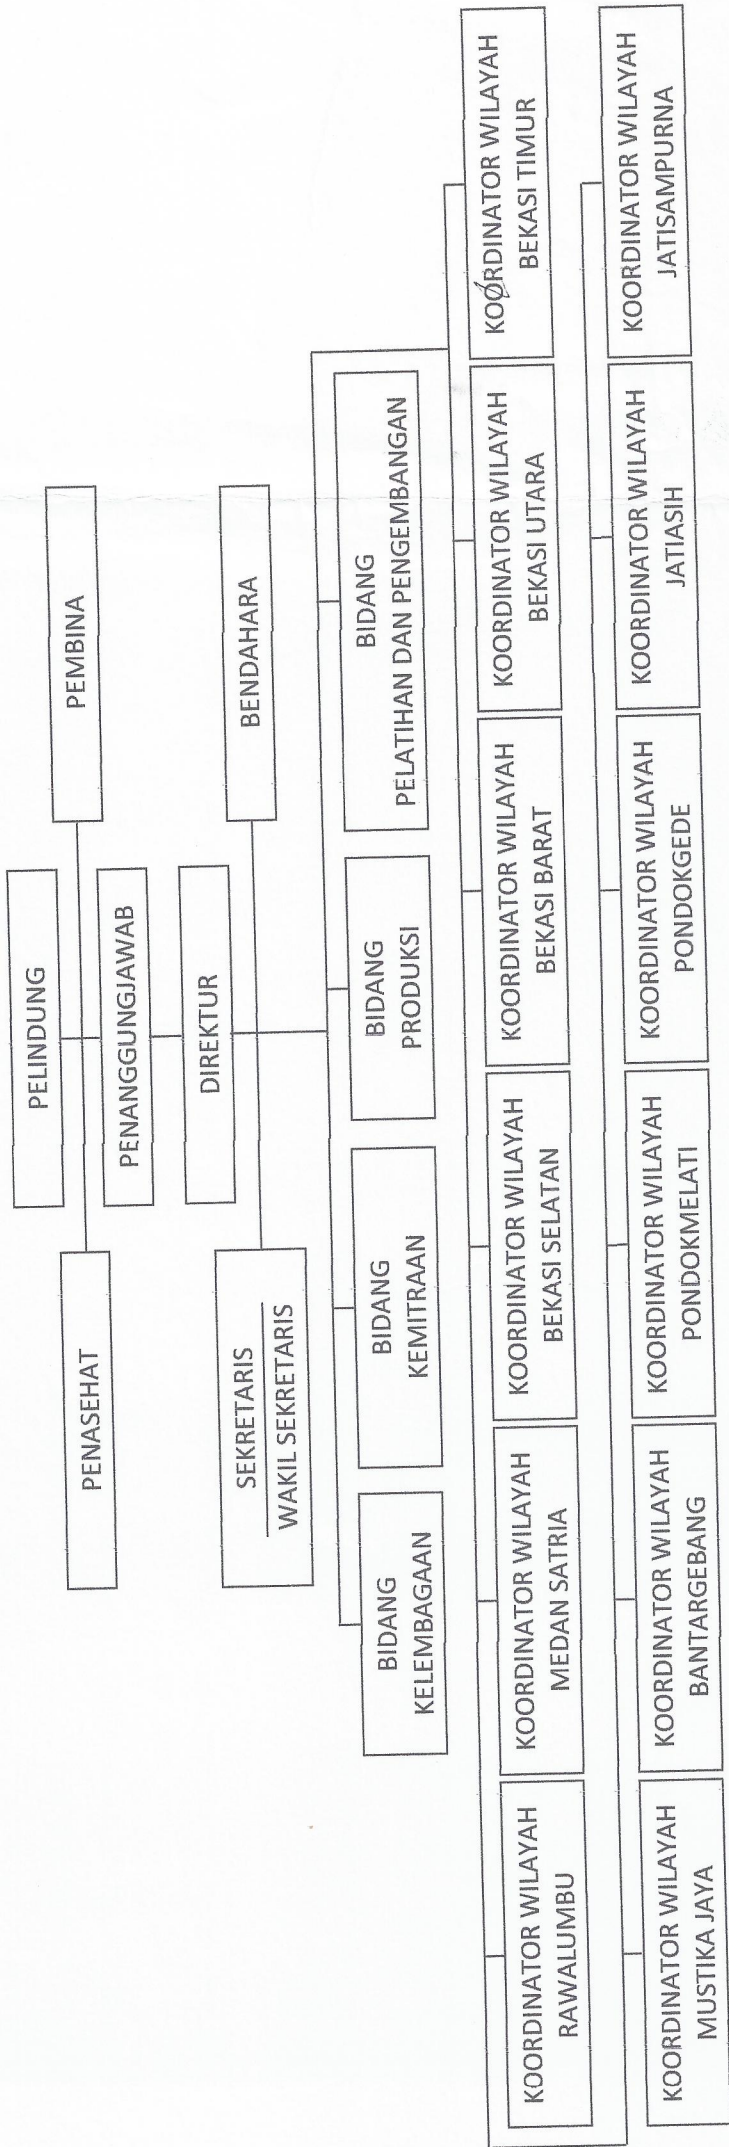 PELINDUNG
PENASEHAT
PEMBINA
PENANGGUNGJAWAB
DIREKTUR
SEKRETARIS
WAKIL SEKRETARIS
BENDAHARA
BIDANG
KELEMBAGAAN
BIDANG
KEMITRAAN
BIDANG
PRODUKSI
BIDANG
PELATIHAN DAN PENGEMBANGAN
KOORDINATOR WILAYAH
RAWALUMBU
KOORDINATOR WILAYAH
MEDAN SATRIA
KOORDINATOR WILAYAH
BEKASI SELATAN
KOORDINATOR WILAYAH
BEKASI BARAT
KOORDINATOR WILAYAH
BEKASI UTARA
KOORDINATOR WILAYAH
BEKASI TIMUR
KOORDINATOR WILAYAH
MUSTIKA JAYA
KOORDINATOR WILAYAH
BANTARGEBANG
KOORDINATOR WILAYAH
PONDOKMELATI
KOORDINATOR WILAYAH
PONDOKGEDE
KOORDINATOR WILAYAH
JATIASIH
KOORDINATOR WILAYAH
JATISAMPURNA